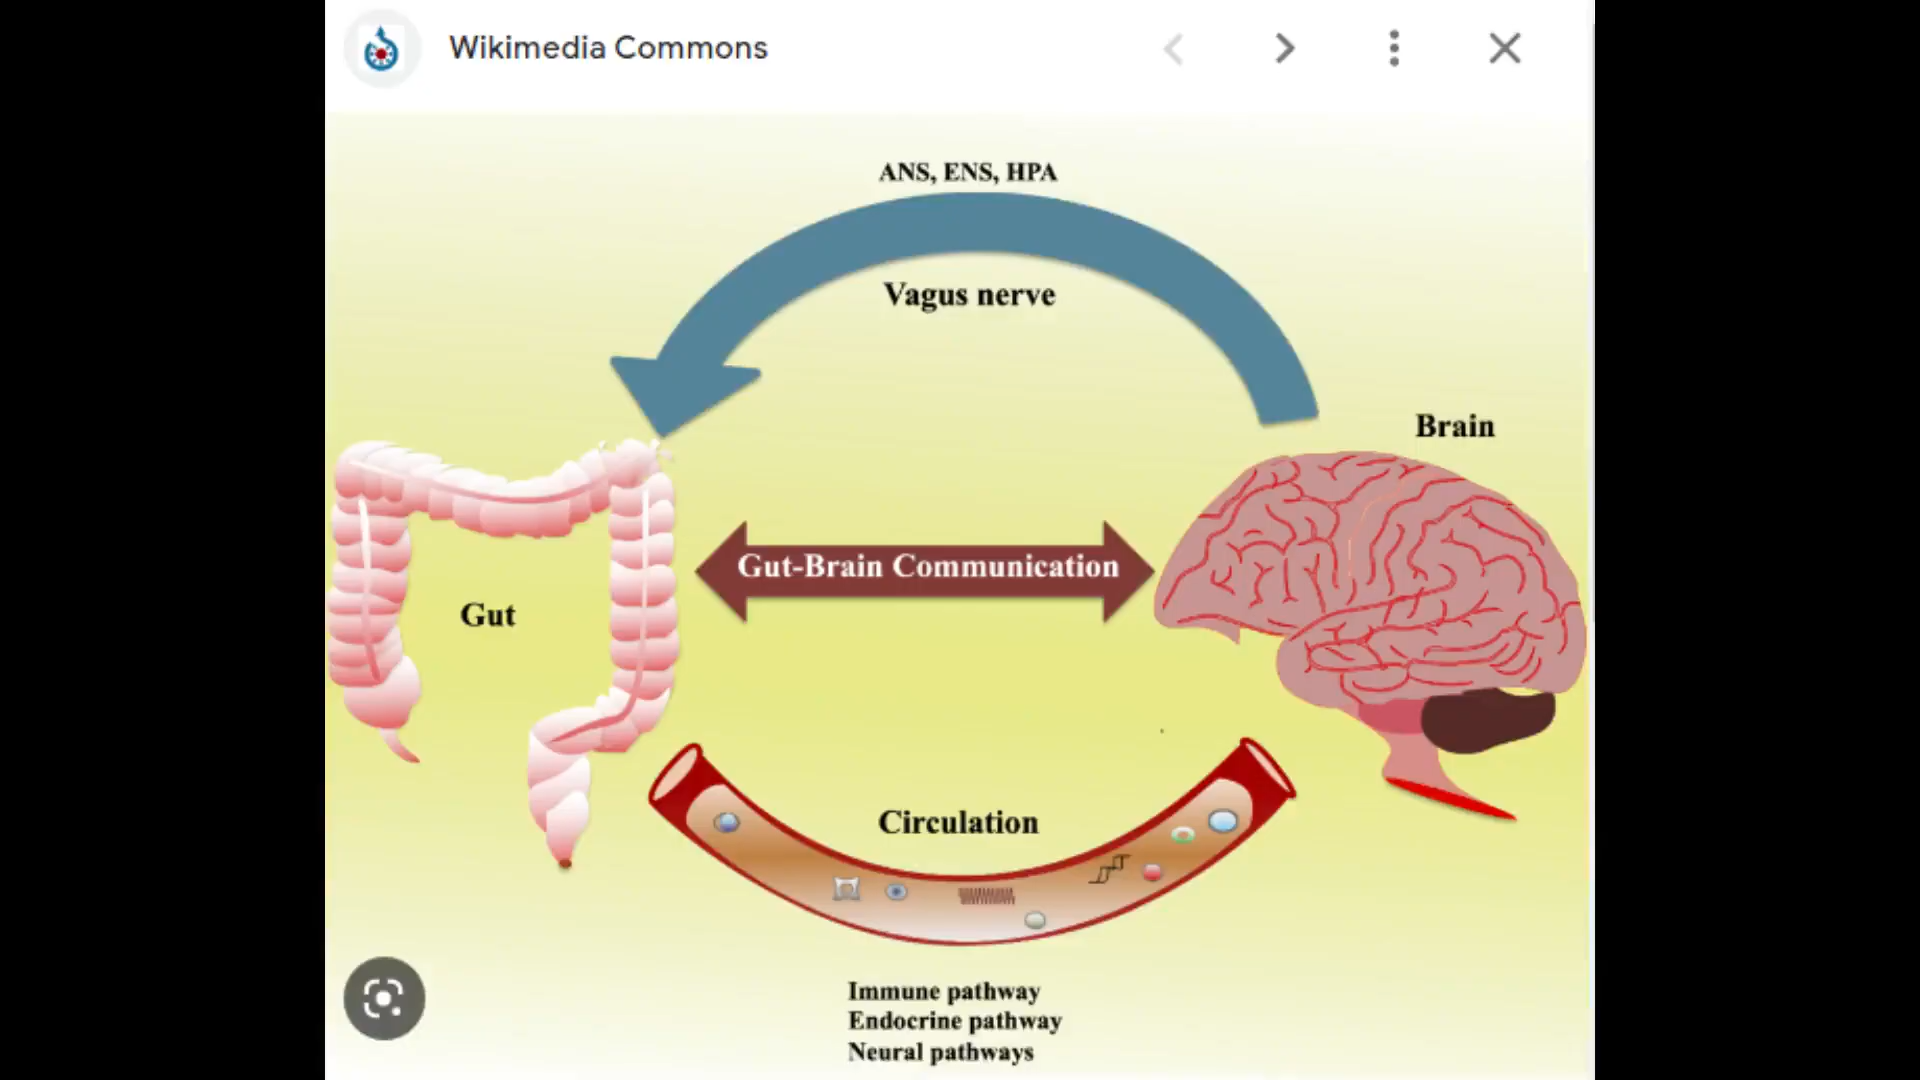 Wikimedia Commons
ANS, ENS, HPA
Vagus nerve
Brain
Gut-Brain Communication
Gut
Circulation
Immune pathway
Endocrine pathway
Neural pathways